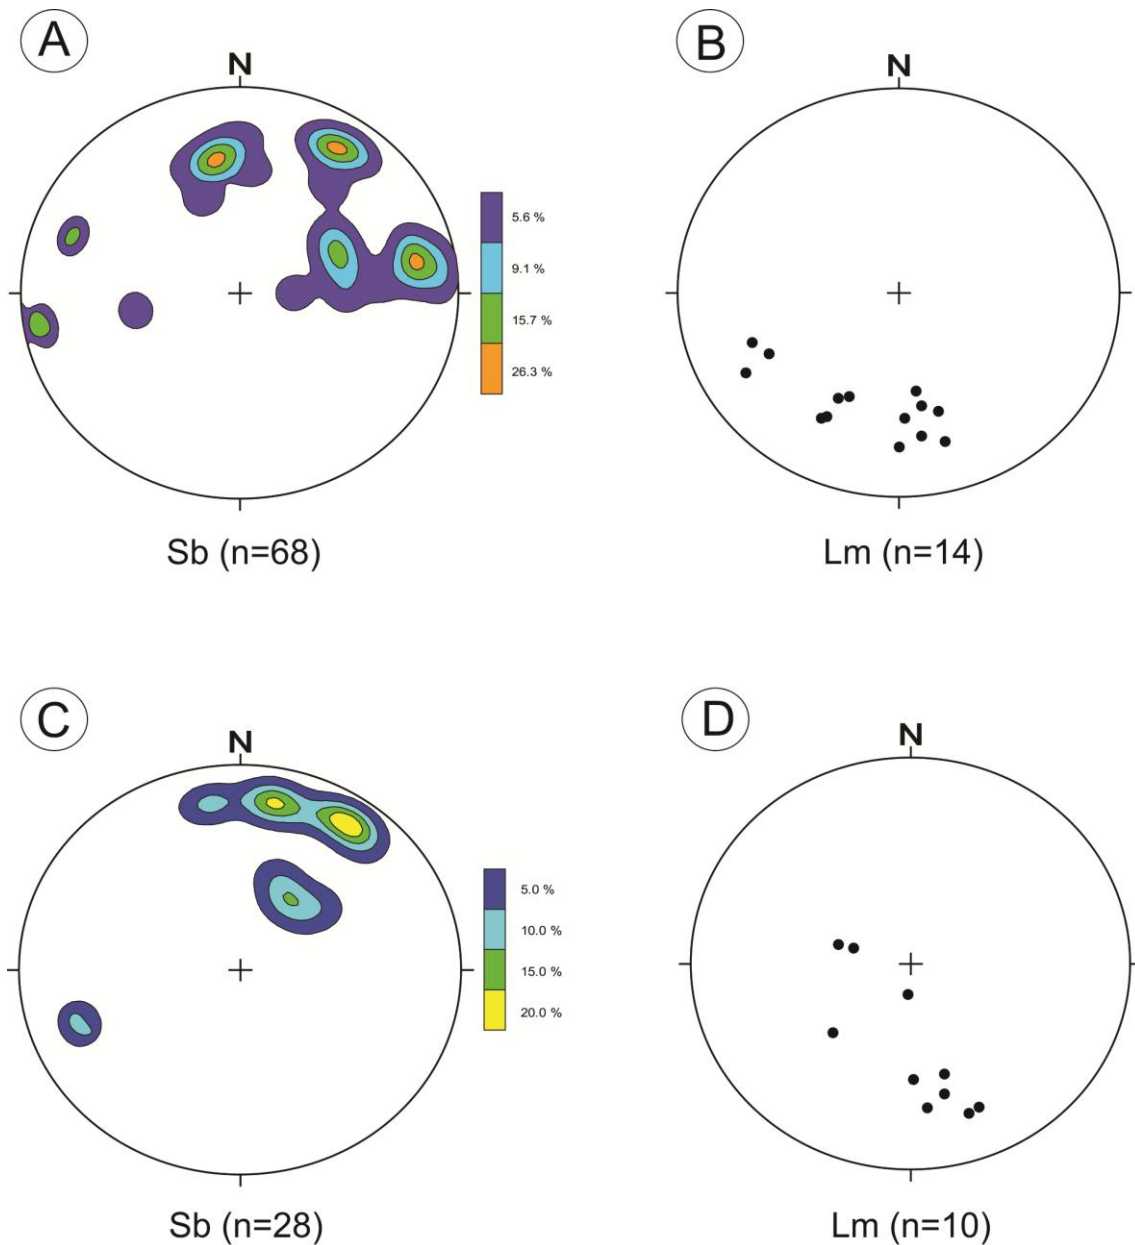 A
B
N
N
5.6 %
9.1 %
15.7 %
26.3 %
Sb (n=68)
Lm (n=14)
C
D
N
N
5.0 %
10.0 %
15.0 %
20.0 %
Sb (n=28)
Lm (n=10)